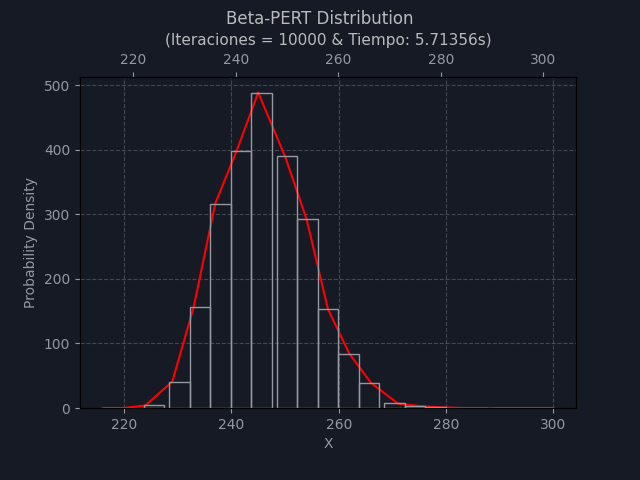 Beta-PERT Distribution
(Iteraciones = 10000 & Tiempo: 5.71356s)
220 240 260 280 300
500
400
300
200
100
0
Probability Density
220 240 260 280 300
X